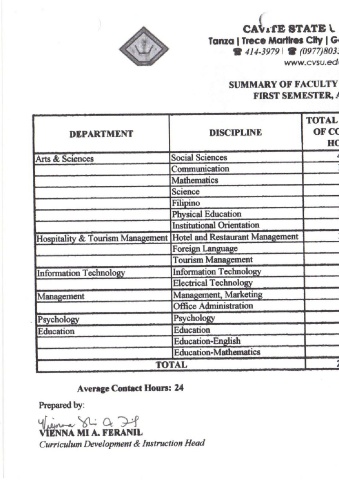 CAVITE STATE U
Tanza | Trece Martires City | G
☎ 414-3979 | ☎ (0977)803
www.cvsu.ed
SUMMARY OF FACULTY
FIRST SEMESTER, A
DEPARTMENT DISCIPLINE TOTAL
OF CO
HO
Arts & Sciences Social Sciences
Communication
Mathematics
Science
Filipino
Physical Education
Institutional Orientation
Hospitality & Tourism Management Hotel and Restaurant Management
Foreign Language
Tourism Management
Information Technology Information Technology
Electrical Technology
Management Management, Marketing
Office Administration
Psychology Psychology
Education Education
Education-English
Education-Mathematics
TOTAL
Average Contact Hours: 24
Prepared by:
VIENNA MI A. FERANIL
Curriculum Development & Instruction Head